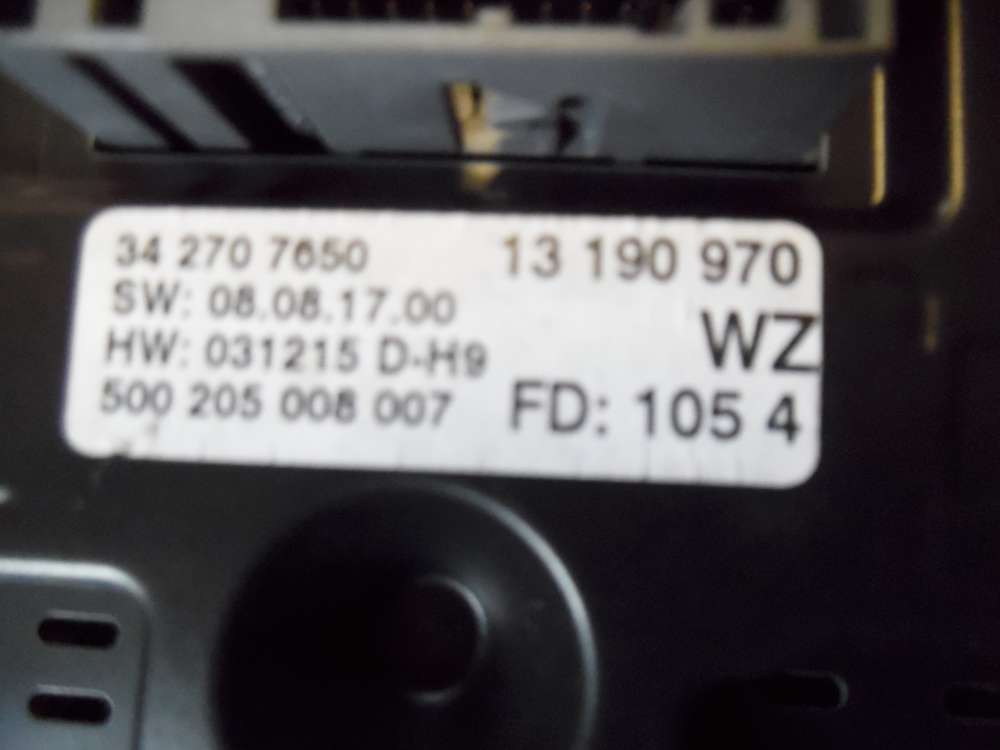 34 270 7650
13 190 970
SW: 08.08.17.00
WZ
HW: 031215 D-H9
500 205 008 007
FD: 105 4